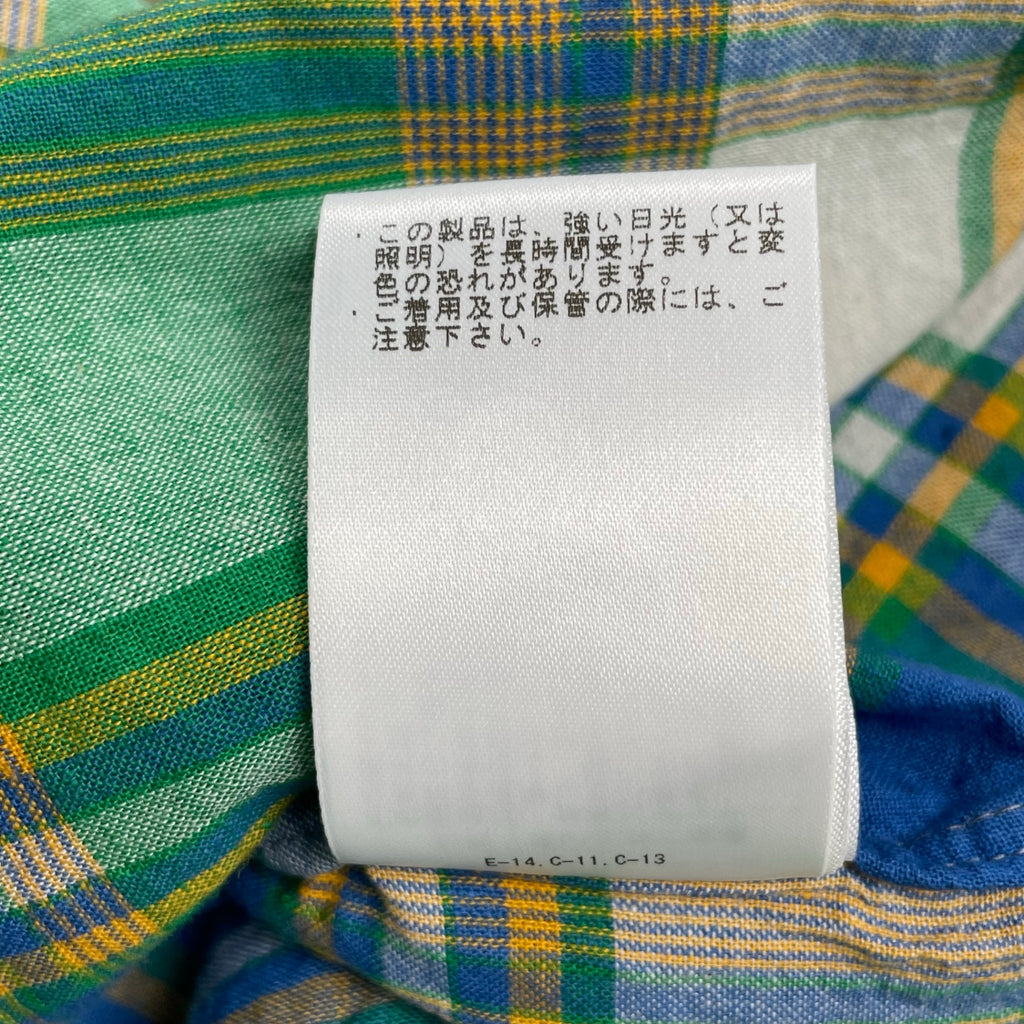 ・この製品は、強い日光（又は
照明）を長時間受けますと変
色の恐れがあります。
・ご着用及び保管の際には、ご
注意下さい。
E-14.C-11.C-13